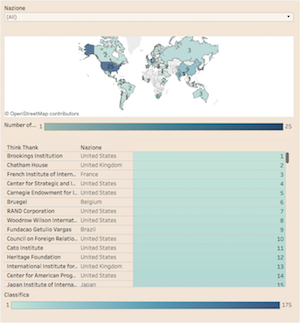 Nazione
(All)
© OpenStreetMap contributors
Number of... 1 25
Think Thank Nazione
Brookings Institution United States 1
Chatham House United Kingdom 2
French Institute of Intern.. France 3
Center for Strategic and I.. United States 4
Carnegie Endowment for I.. United States 5
Bruegel Belgium 6
RAND Corporation United States 7
Woodrow Wilson Internat.. United States 8
Fundacao Getulio Vargas Brazil 9
Council on Foreign Relatio.. United States 10
Cato Institute United States 11
Heritage Foundation United States 12
International Institute for.. United Kingdom 13
Center for American Prog.. United States 14
Japan Institute of Interna.. Japan 15
Classifica
1 175